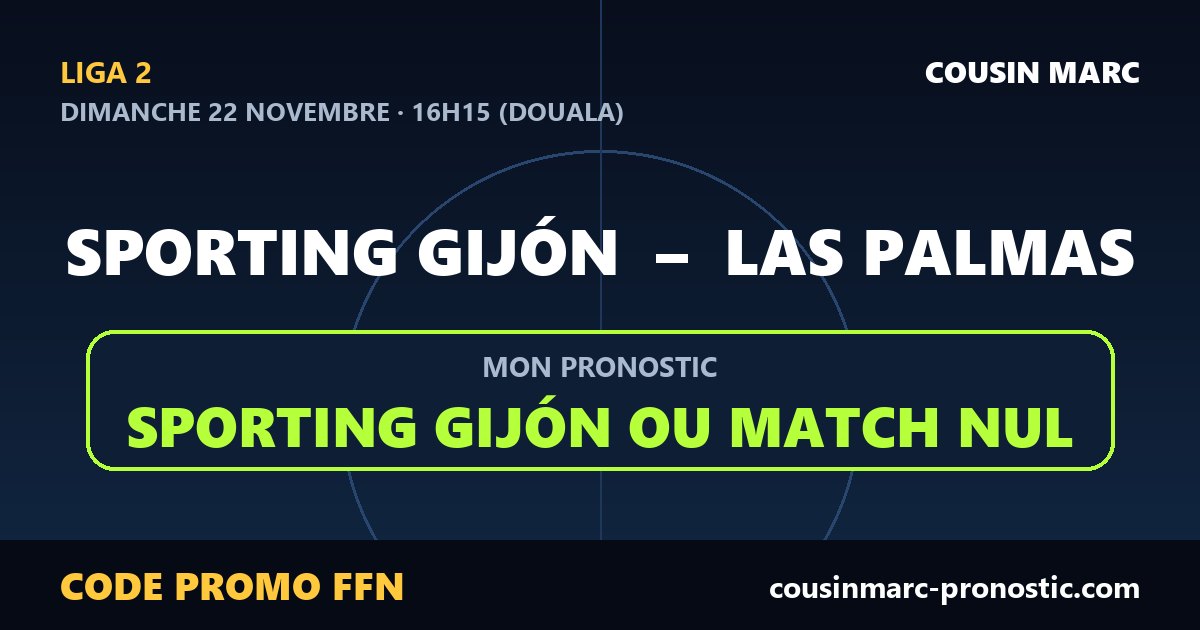 LIGA 2
COUSIN MARC
DIMANCHE 22 NOVEMBRE · 16H15 (DOUALA)
SPORTING GIJÓN – LAS PALMAS
MON PRONOSTIC
SPORTING GIJÓN OU MATCH NUL
CODE PROMO FFN
cousinmarc-pronostic.com